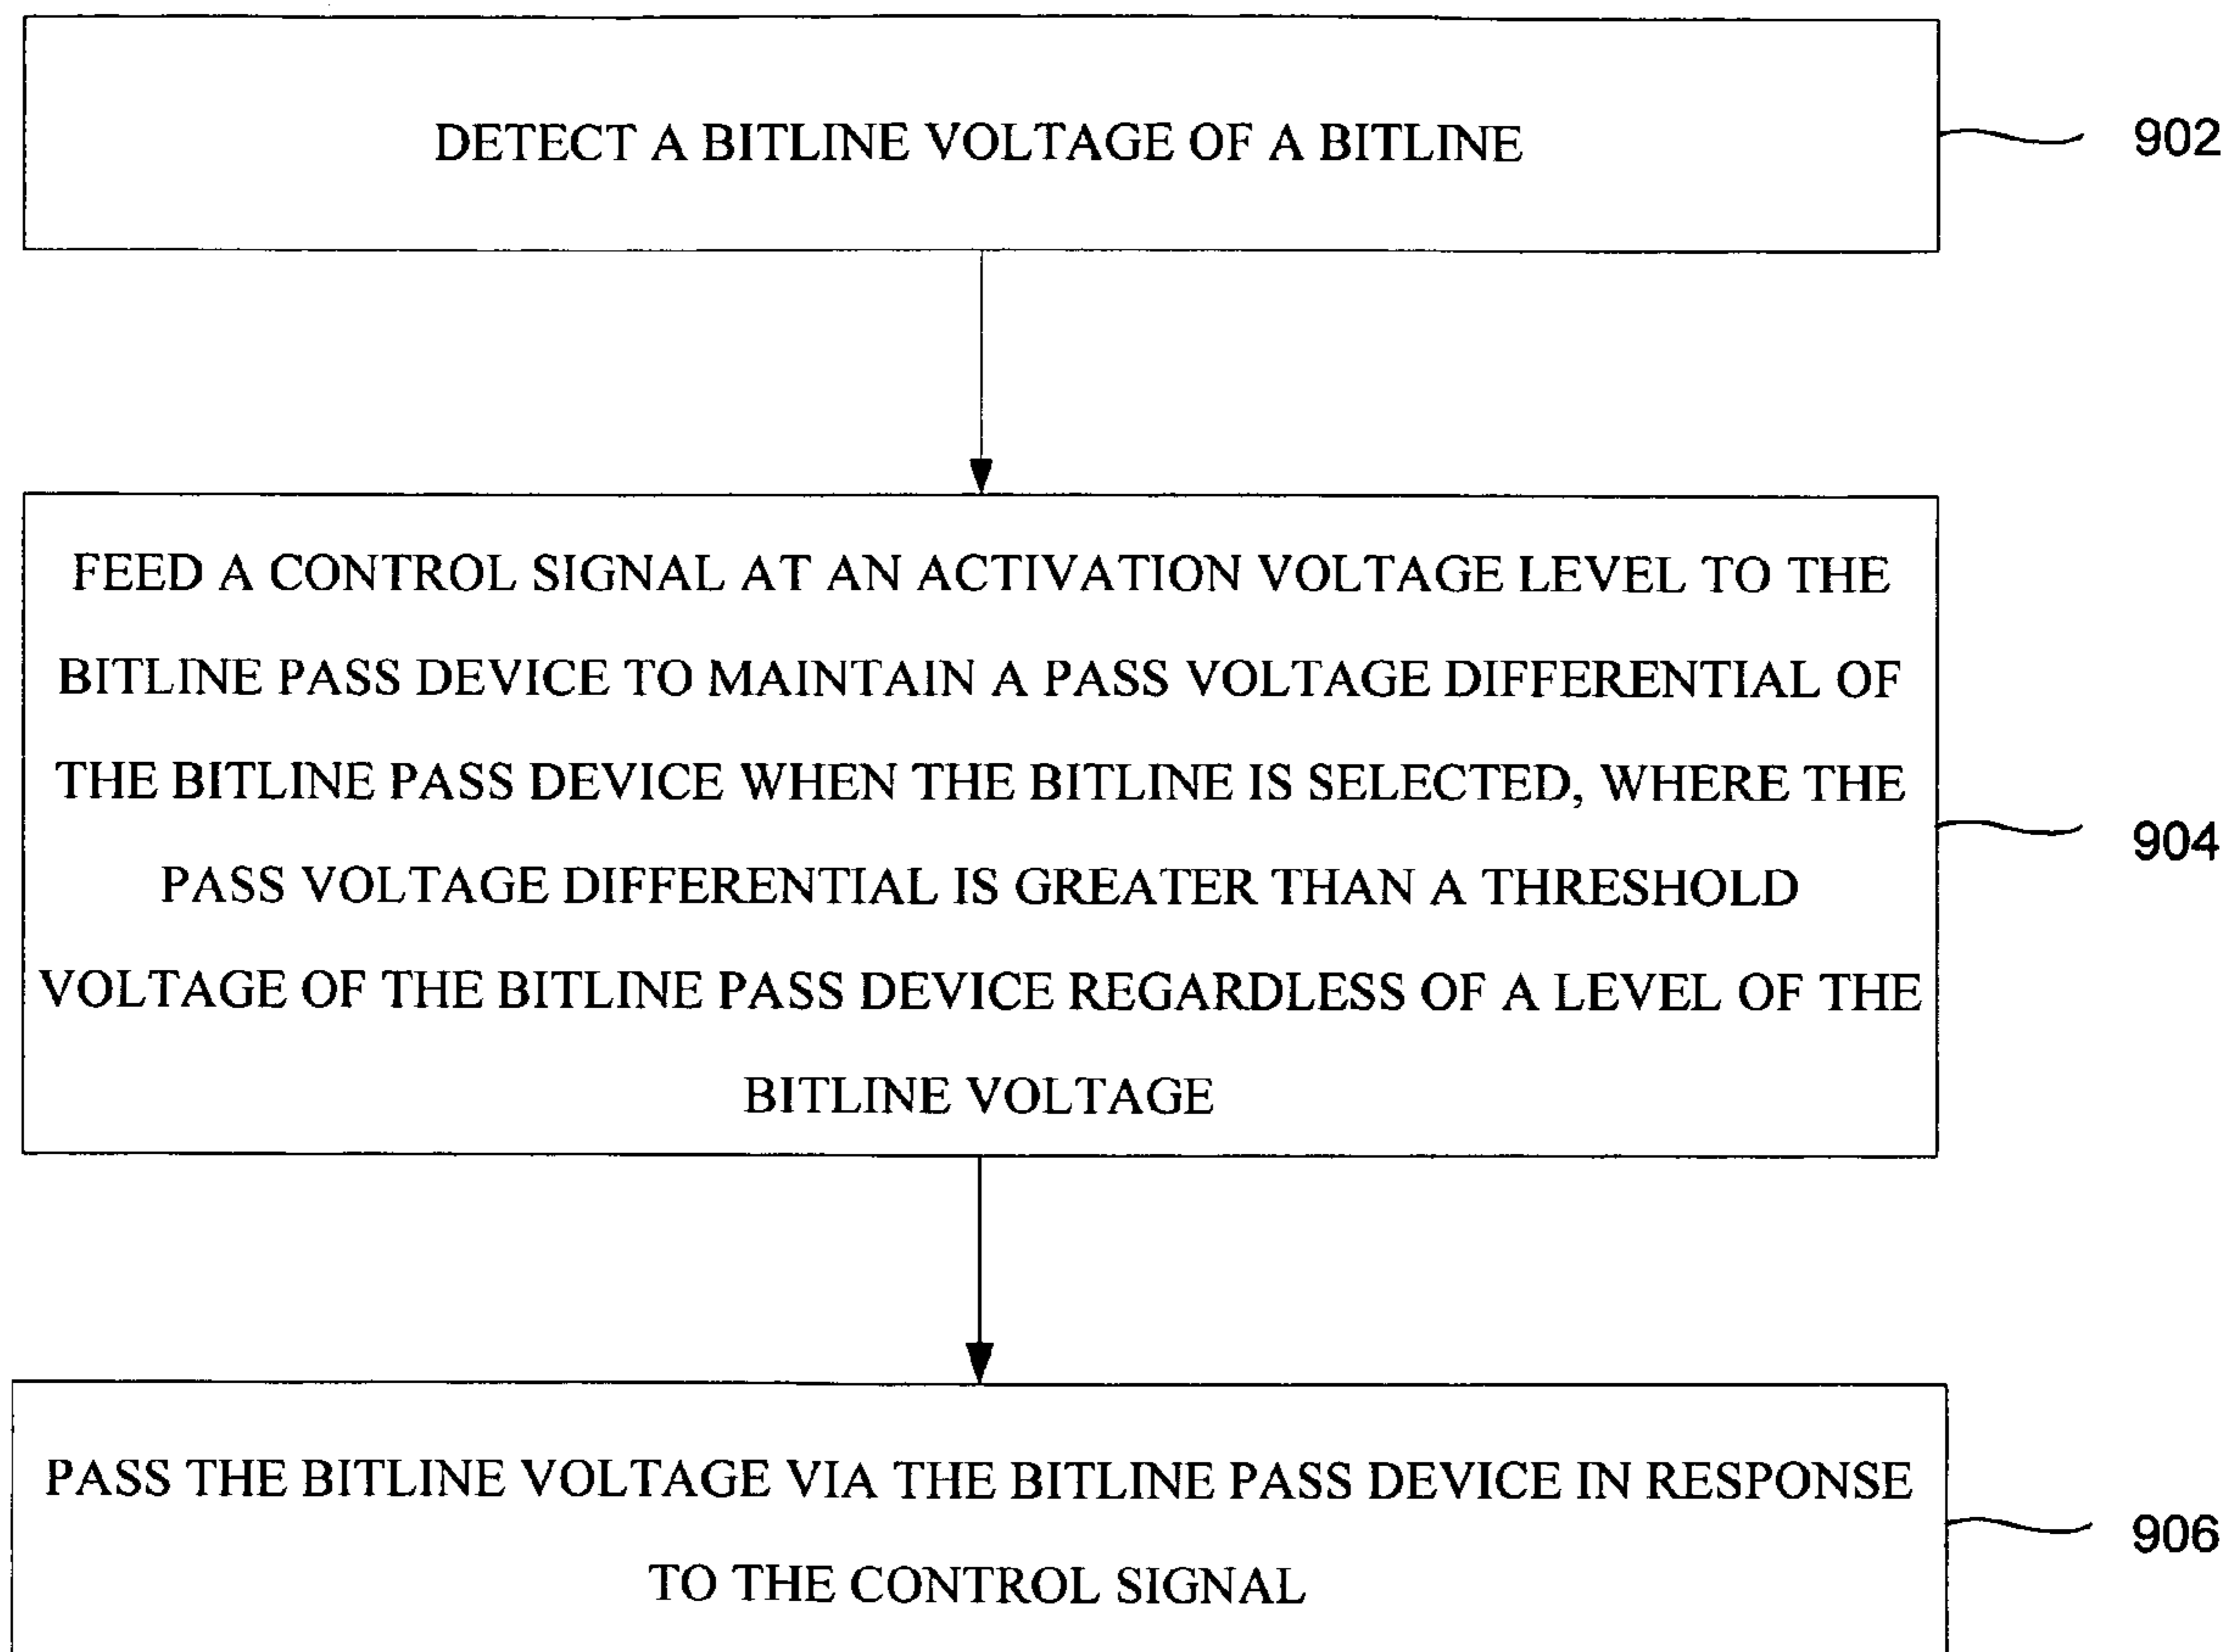 DETECT A BITLINE VOLTAGE OF A BITLINE
902
FEED A CONTROL SIGNAL AT AN ACTIVATION VOLTAGE LEVEL TO THE
BITLINE PASS DEVICE TO MAINTAIN A PASS VOLTAGE DIFFERENTIAL OF
THE BITLINE PASS DEVICE WHEN THE BITLINE IS SELECTED, WHERE THE
PASS VOLTAGE DIFFERENTIAL IS GREATER THAN A THRESHOLD
VOLTAGE OF THE BITLINE PASS DEVICE REGARDLESS OF A LEVEL OF THE
BITLINE VOLTAGE
904
PASS THE BITLINE VOLTAGE VIA THE BITLINE PASS DEVICE IN RESPONSE
TO THE CONTROL SIGNAL
906